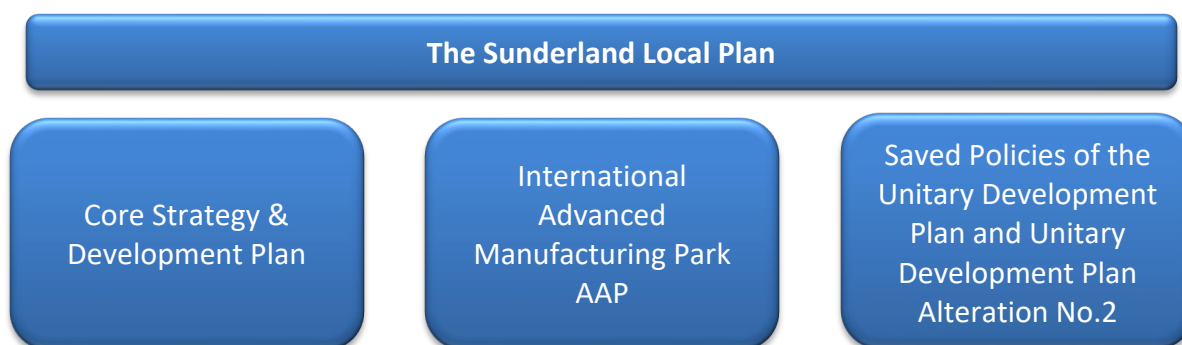 The Sunderland Local Plan
Core Strategy &
Development Plan
International
Advanced
Manufacturing Park
AAP
Saved Policies of the
Unitary Development
Plan and Unitary
Development Plan
Alteration No.2